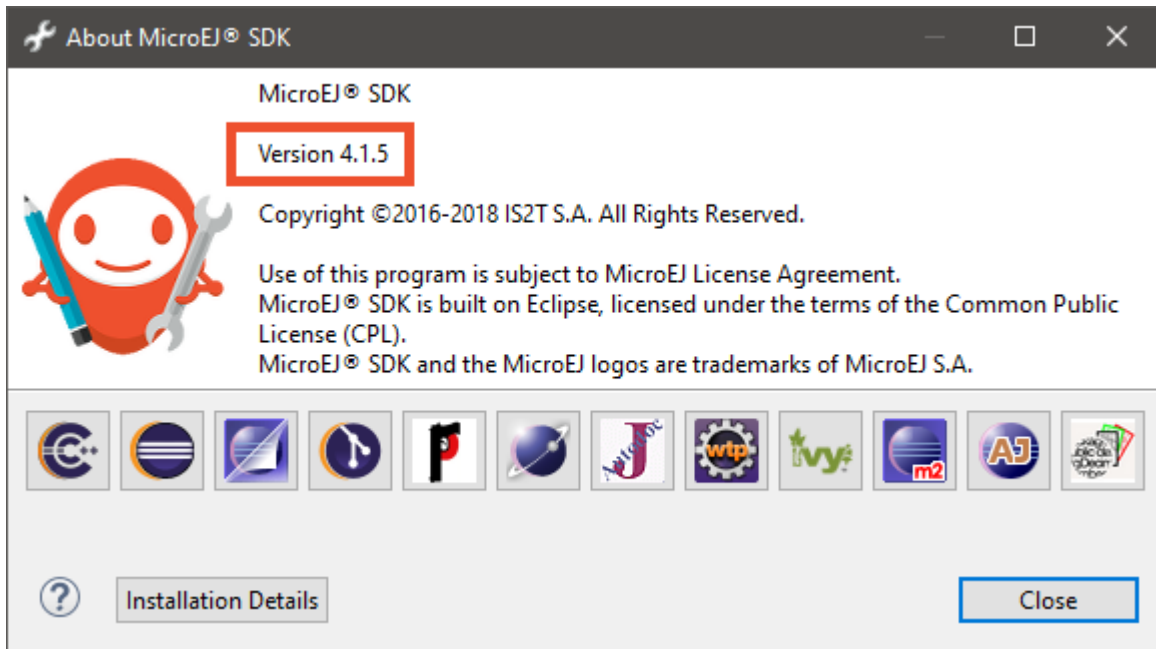 About MicroEJ® SDK
MicroEJ® SDK
Version 4.1.5
Copyright ©2016-2018 IS2T S.A. All Rights Reserved.
Use of this program is subject to MicroEJ License Agreement.
MicroEJ® SDK is built on Eclipse, licensed under the terms of the Common Public
License (CPL).
MicroEJ® SDK and the MicroEJ logos are trademarks of MicroEJ S.A.
J Autodoc wtp Ivy m2 AJ
Installation Details
Close